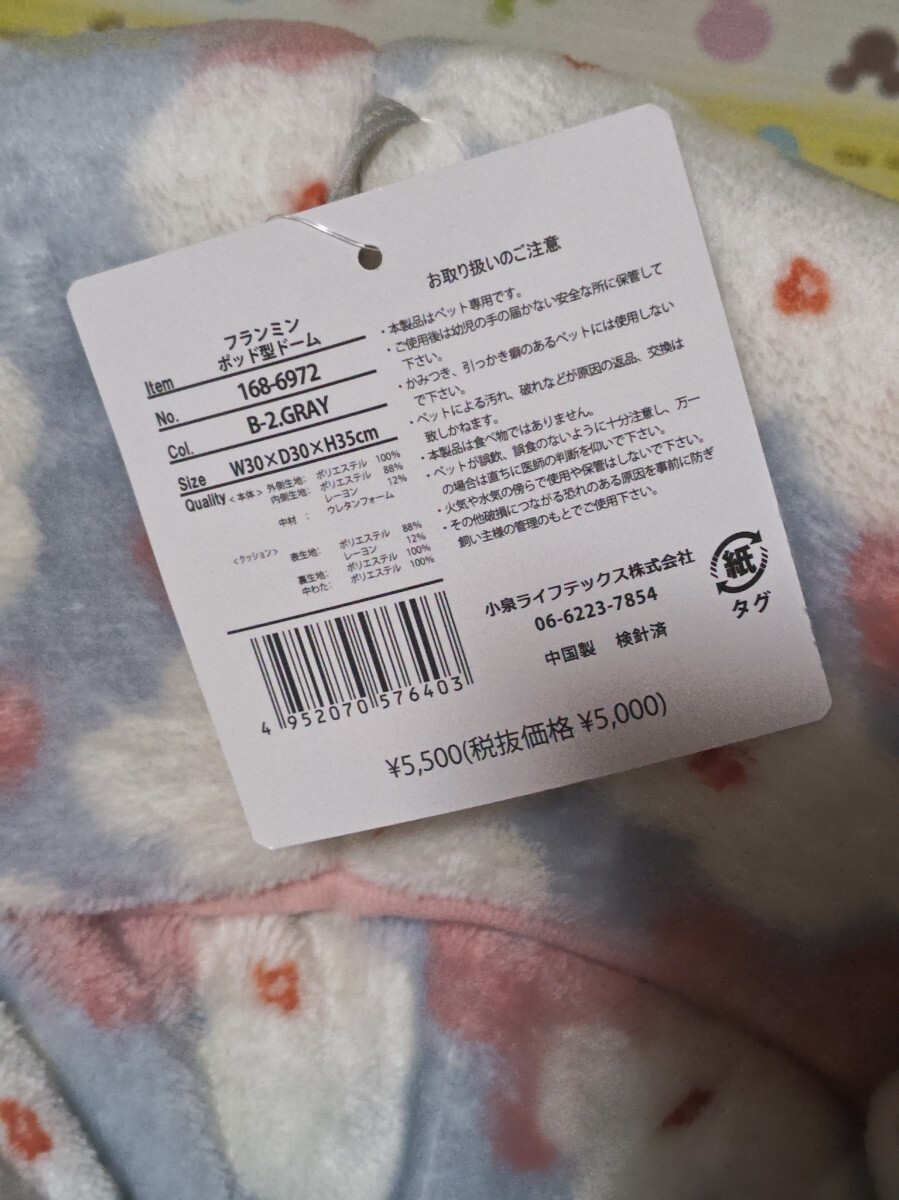 フランミン
Item ポッド型ドーム
No. 168-6972
Col. B-2.GRAY
Size W30×D30×H35cm
Quality <本体> 外側生地: ポリエステル 100%
内側生地: ポリエステル 88%
レーヨン 12%
中材 : ウレタンフォーム
<クッション> 表生地: ポリエステル 88%
レーヨン 12%
裏生地: ポリエステル 100%
中わた: ポリエステル 100%
4 952070 576403
お取り扱いのご注意
・本製品はペット専用です。
・ご使用後は幼児の手の届かない安全な所に保管して
下さい。
・かみつき、引っかき癖のあるペットには使用しない
で下さい。
・ペットによる汚れ、破れなどが原因の返品、交換は
致しかねます。
・本製品は食べ物ではありません。
・ペットが誤飲、誤食のないように十分注意し、万一
の場合は直ちに医師の判断を仰いで下さい。
・火気や水気の傍らで使用や保管はしないで下さい。
・その他破損につながる恐れのある原因を事前に防ぎ
飼い主様の管理のもとでご使用下さい。
小泉ライフテックス株式会社
06-6223-7854
中国製 検針済
紙
タグ
¥5,500(税抜価格 ¥5,000)